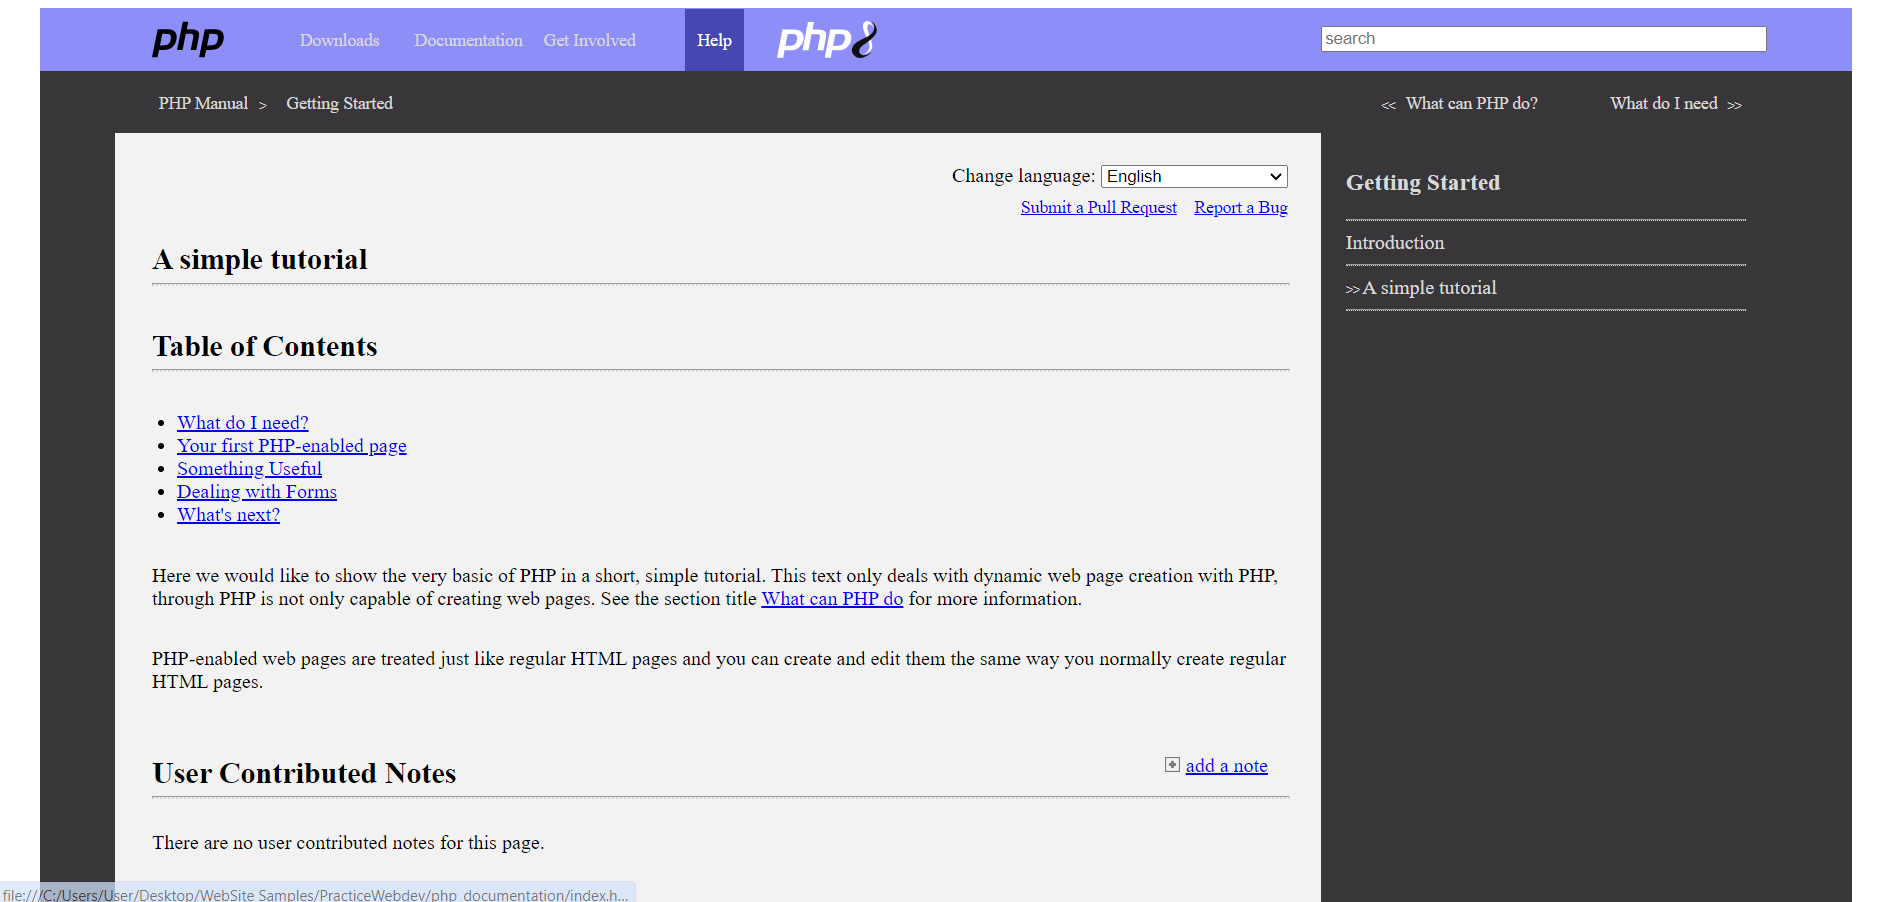 php Downloads Documentation Get Involved Help php8 search
PHP Manual > Getting Started << What can PHP do? What do I need >>
Change language: English
Submit a Pull Request Report a Bug
A simple tutorial
Table of Contents
What do I need?
Your first PHP-enabled page
Something Useful
Dealing with Forms
What's next?
Here we would like to show the very basic of PHP in a short, simple tutorial. This text only deals with dynamic web page creation with PHP,
through PHP is not only capable of creating web pages. See the section title What can PHP do for more information.
PHP-enabled web pages are treated just like regular HTML pages and you can create and edit them the same way you normally create regular
HTML pages.
User Contributed Notes add a note
There are no user contributed notes for this page.
Getting Started
Introduction
>> A simple tutorial
file:///C:/Users/User/Desktop/WebSite Samples/PracticeWebdev/php_documentation/index.h...